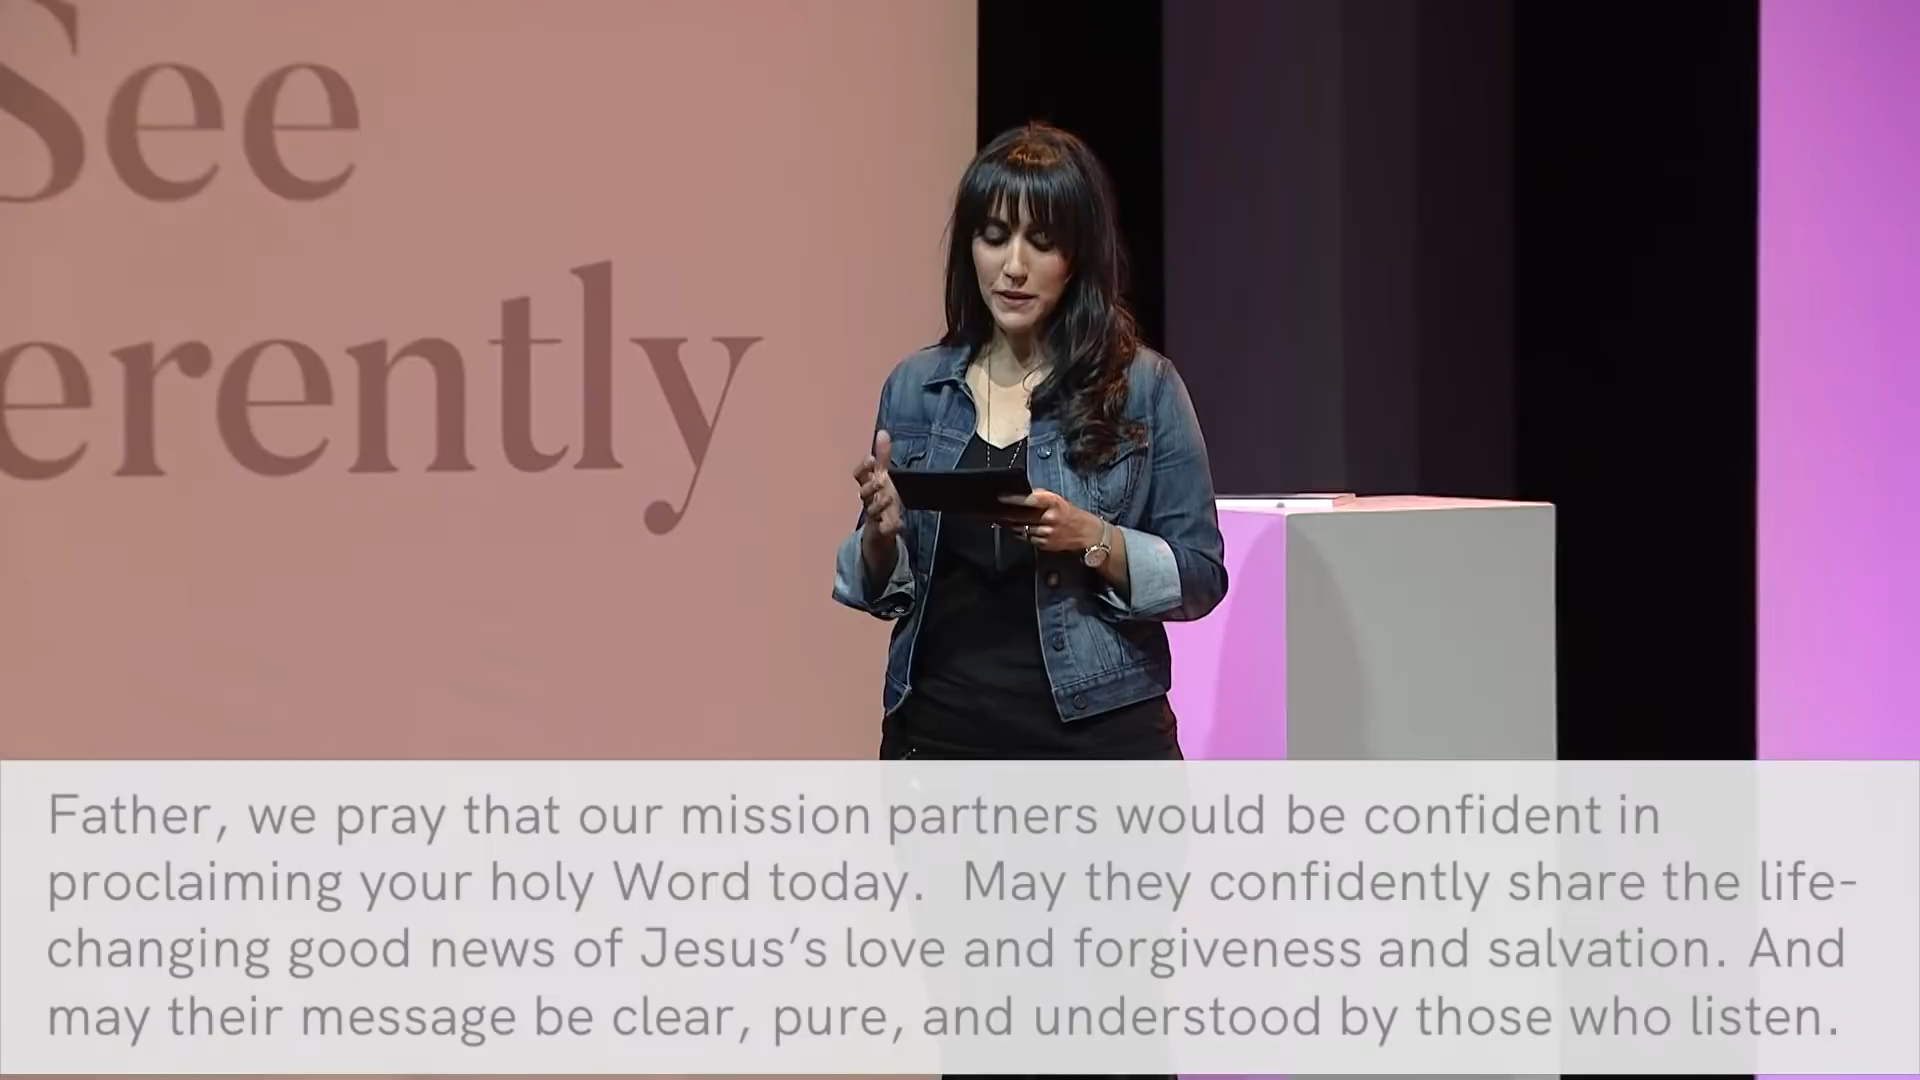 See
erently
Father, we pray that our mission partners would be confident in
proclaiming your holy Word today.  May they confidently share the life-
changing good news of Jesus’s love and forgiveness and salvation. And
may their message be clear, pure, and understood by those who listen.